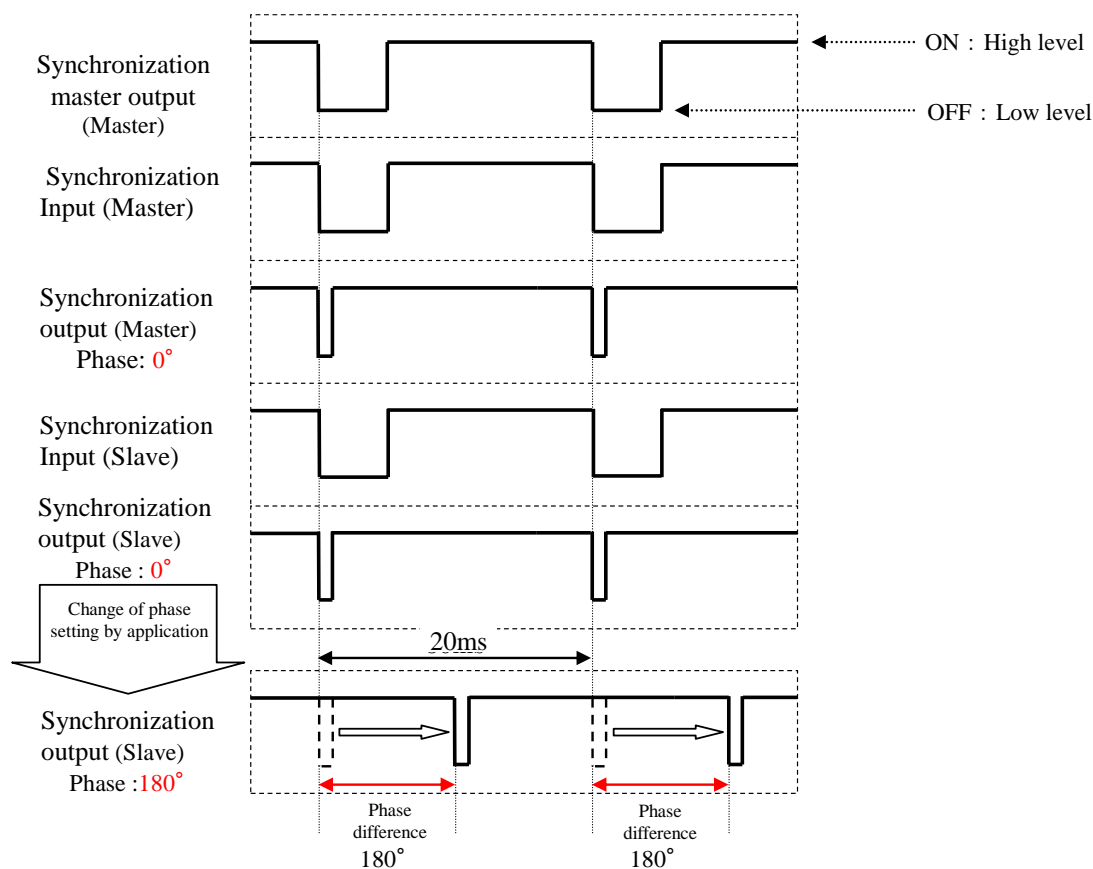 ON : High level
Synchronization
master output
(Master)
OFF : Low level
Synchronization
Input (Master)
Synchronization
output (Master)
Phase: 0°
Synchronization
Input (Slave)
Synchronization
output (Slave)
Phase : 0°
Change of phase
setting by application
20ms
Synchronization
output (Slave)
Phase :180°
Phase
difference
180°
Phase
difference
180°